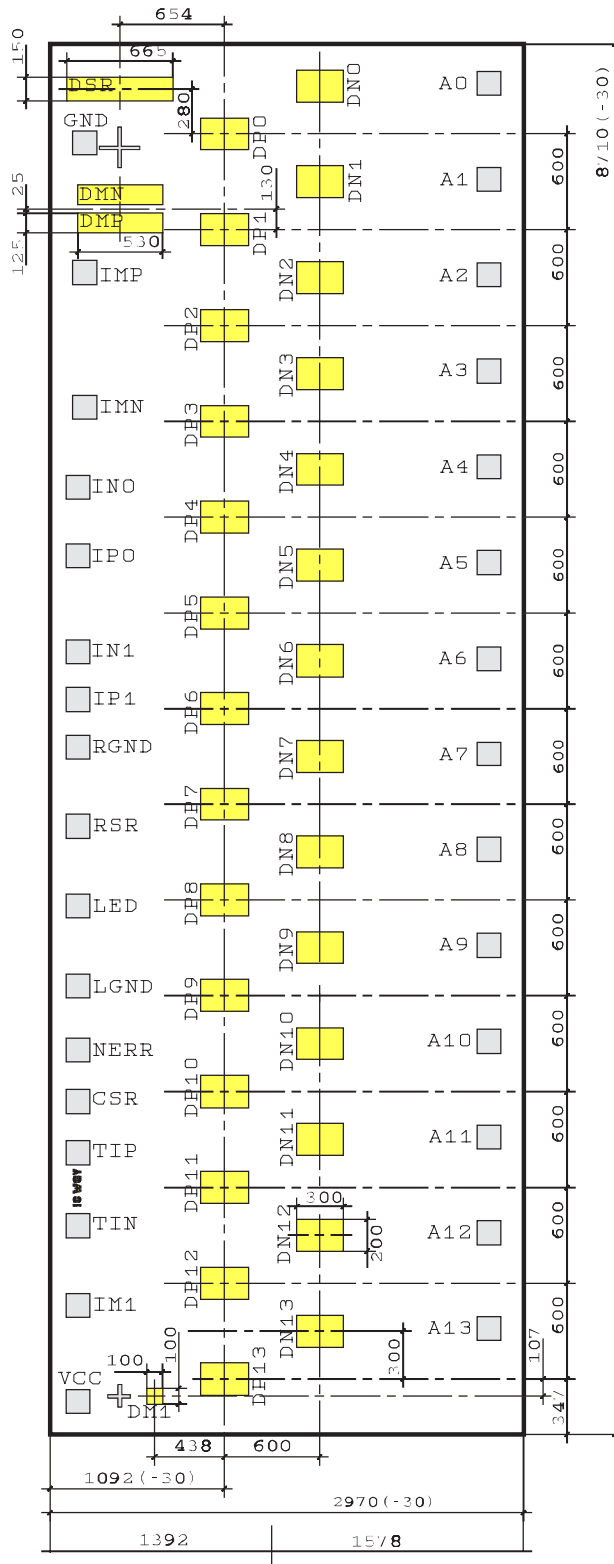 654
150
665
DSR
280
GND
DP0
DN0
A0
8710(-30)
600
DMN
25
130
DMP
125
530
DP1
DN1
A1
600
IMP
DN2
A2
DP2
600
DN3
A3
IMN
DP3
600
DN4
A4
IN0
DP4
600
IP0
DN5
A5
DP5
600
IN1
DN6
A6
IP1
DP6
600
RGND
DN7
A7
DP7
600
RSR
DN8
A8
DP8
600
LED
DN9
A9
LGND
DP9
600
NERR
DN10
A10
CSR
DP10
600
TIP
DN11
A11
DP11
600
300
TIN
DN12
200
A12
600
DP12
IM1
DN13
A13
300
600
107
VCC
100
100
DM1
DP13
347
438
600
1092(-30)
2970(-30)
1392
1578